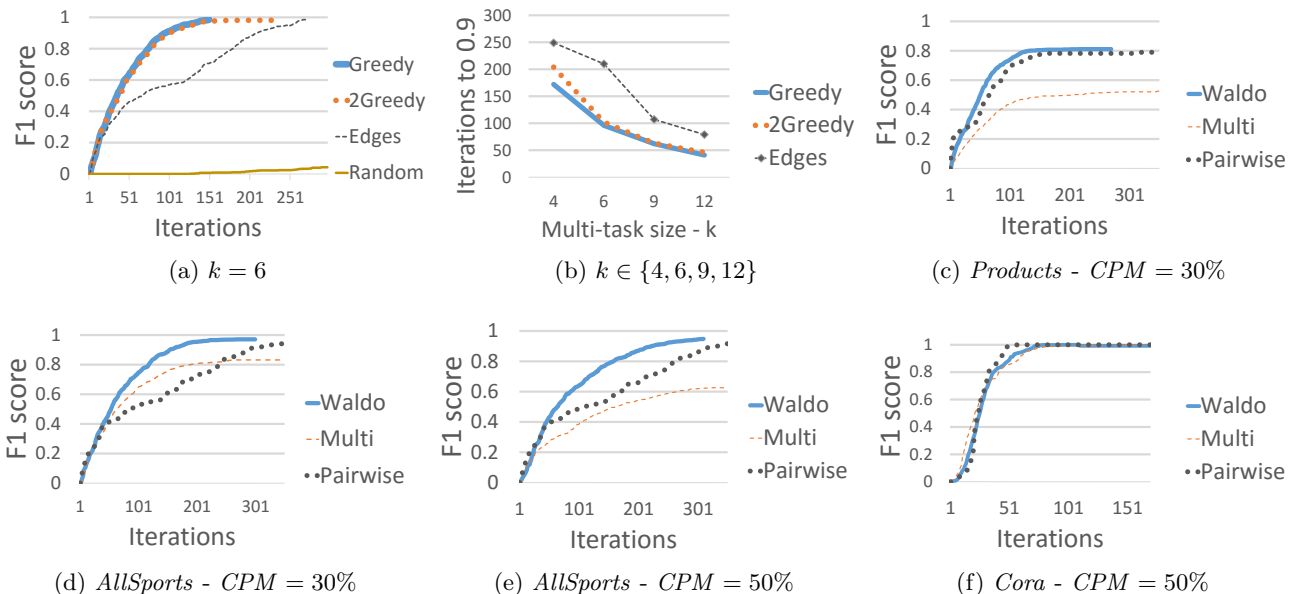 F1 score
1
0.8
0.6
0.4
0.2
0
1 51 101 151 201 251
Iterations
Greedy
2Greedy
Edges
Random
(a) k = 6
Iterations to 0.9
300
250
200
150
100
50
0
4 6 9 12
Multi-task size - k
Greedy
2Greedy
Edges
(b) k ∈ {4, 6, 9, 12}
F1 score
1
0.8
0.6
0.4
0.2
0
1 101 201 301
Iterations
Waldo
Multi
Pairwise
(c) Products - CPM = 30%
F1 score
1
0.8
0.6
0.4
0.2
0
1 101 201 301
Iterations
Waldo
Multi
Pairwise
(d) AllSports - CPM = 30%
F1 score
1
0.8
0.6
0.4
0.2
0
1 101 201 301
Iterations
Waldo
Multi
Pairwise
(e) AllSports - CPM = 50%
F1 score
1
0.8
0.6
0.4
0.2
0
1 51 101 151
Iterations
Waldo
Multi
Pairwise
(f) Cora - CPM = 50%